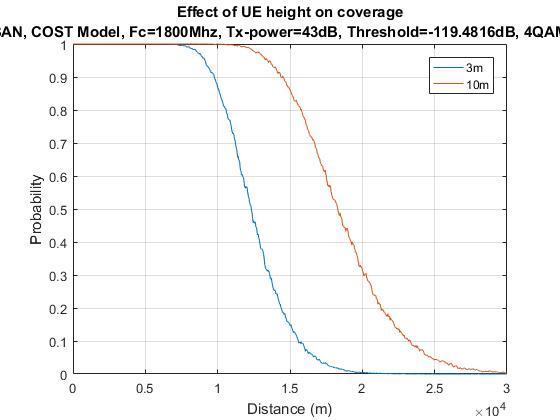 Effect of UE height on coverage
COST Model, Fc=1800Mhz, Tx-power=43dB, Threshold=-119.4816dB,
3m
10m
1
0.9
0.8
0.7
0.6
0.5
0.4
0.3
0.2
0.1
0
Probability
0 0.5 1 1.5 2 2.5 3
Distance (m)
×10⁴